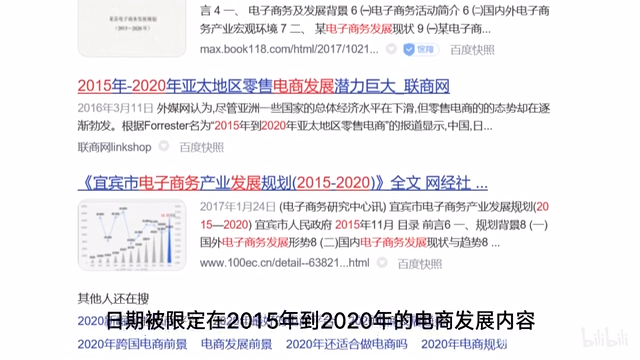 言 4 一、 电子商务及发展背景 6 ㈠电子商务活动简介 6 ㈡国内外电子商
务产业宏观环境 7 二、 某发电子商务发展现状 9 ㈠某电子商...
max.book118.com/html/2017/1021...
保障
百度快照
2015年-2020年亚太地区零售电商发展潜力巨大_联商网
2016年3月11日 外媒网认为,尽管亚洲一些国家的总体经济水平在下滑,但零售电商的的态势却在逐
渐勃发。根据Forrester名为“2015年到2020年亚太地区零售电商”的报道显示,中国,日...
联商网linkshop
百度快照
《宜宾市电子商务产业发展规划(2015-2020)》全文 网经社 ...
2017年1月24日 (电子商务研究中心讯) 宜宾市电子商务产业发展规划(20
15—2020) 宜宾市人民政府 2015年11月 目录 前言6 一、规划背景8 (一)
国外电子商务发展形势8 (二)国内电子商务发展现状与趋势8 ...
www.100ec.cn/detail--63821...html
百度快照
其他人还在搜
日期被限定在2015年到2020年的电商发展内容
2020年跨国电商前景 电商发展前景 2020年还适合做电商吗 2020年电商规划
bilibili